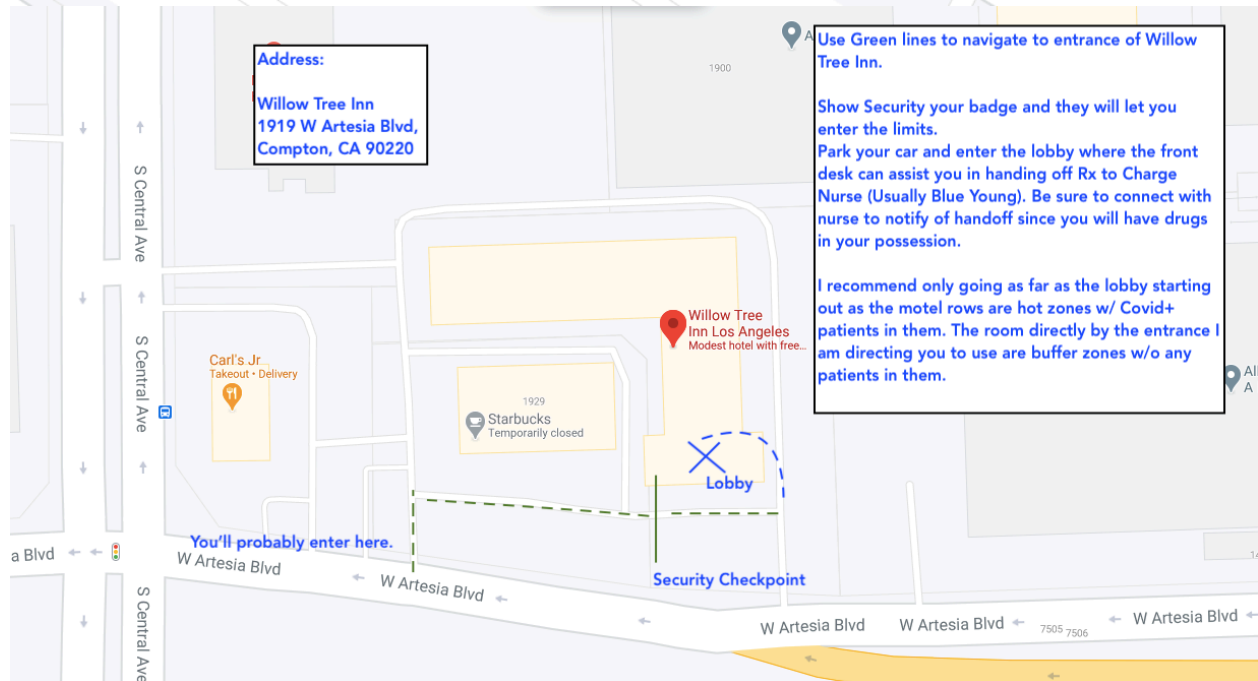 Address:
Willow Tree Inn
1919 W Artesia Blvd,
Compton, CA 90220
Use Green lines to navigate to entrance of Willow
Tree Inn.
Show Security your badge and they will let you
enter the limits.
Park your car and enter the lobby where the front
desk can assist you in handing off Rx to Charge
Nurse (Usually Blue Young). Be sure to connect with
nurse to notify of handoff since you will have drugs
in your possession.
I recommend only going as far as the lobby starting
out as the motel rows are hot zones w/ Covid+
patients in them. The room directly by the entrance I
am directing you to use are buffer zones w/o any
patients in them.
1900
A
S Central Ave
S Central Ave
S Central Ave
Willow Tree
Inn Los Angeles
Modest hotel with free...
Carl's Jr
Takeout • Delivery
1929
Starbucks
Temporarily closed
All
A
Lobby
You'll probably enter here.
Security Checkpoint
a Blvd
W Artesia Blvd
W Artesia Blvd
W Artesia Blvd
W Artesia Blvd
W Artesia Blvd
7505 7506
14